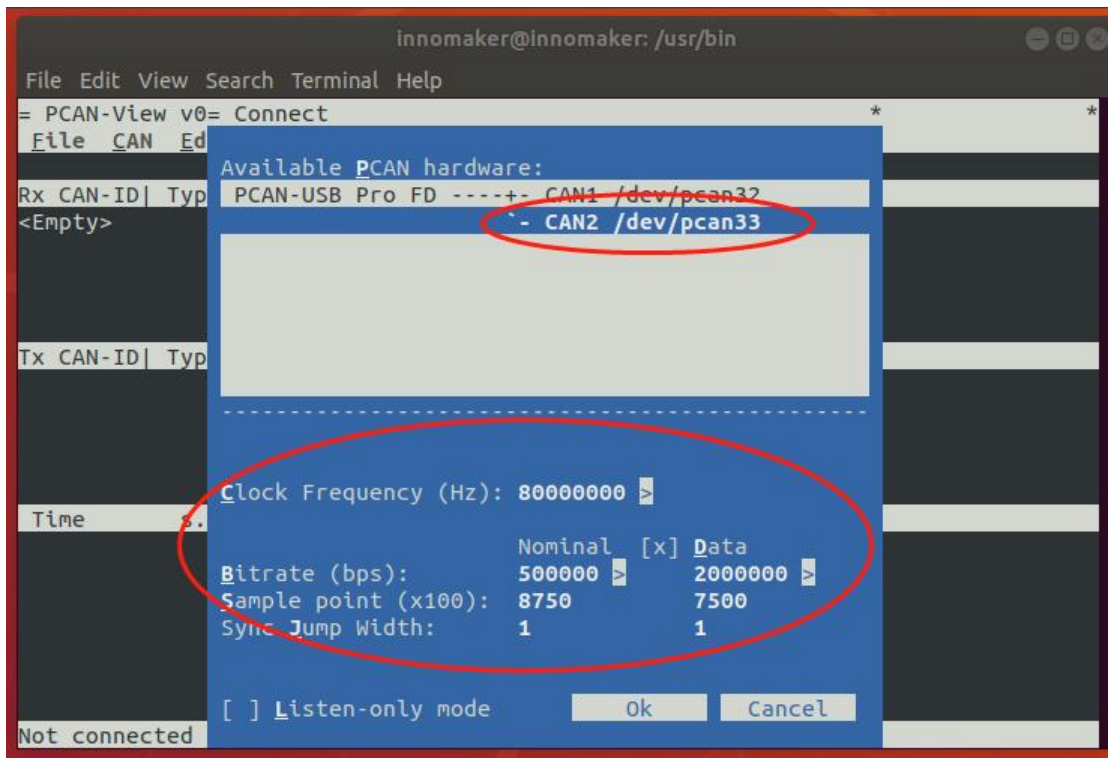 innomaker@innomaker: /usr/bin
File Edit View Search Terminal Help
= PCAN-View v0= Connect * *
File CAN Ed
Available PCAN hardware:
Rx CAN-ID| Typ PCAN-USB Pro FD ----+- CAN1 /dev/pcan32
<Empty> `- CAN2 /dev/pcan33
Tx CAN-ID| Typ
------------------------------------------------
Clock Frequency (Hz): 80000000 >
Time s.
Nominal [x] Data
Bitrate (bps): 500000 > 2000000 >
Sample point (x100): 8750 7500
Sync Jump Width: 1 1
[ ] Listen-only mode Ok Cancel
Not connected